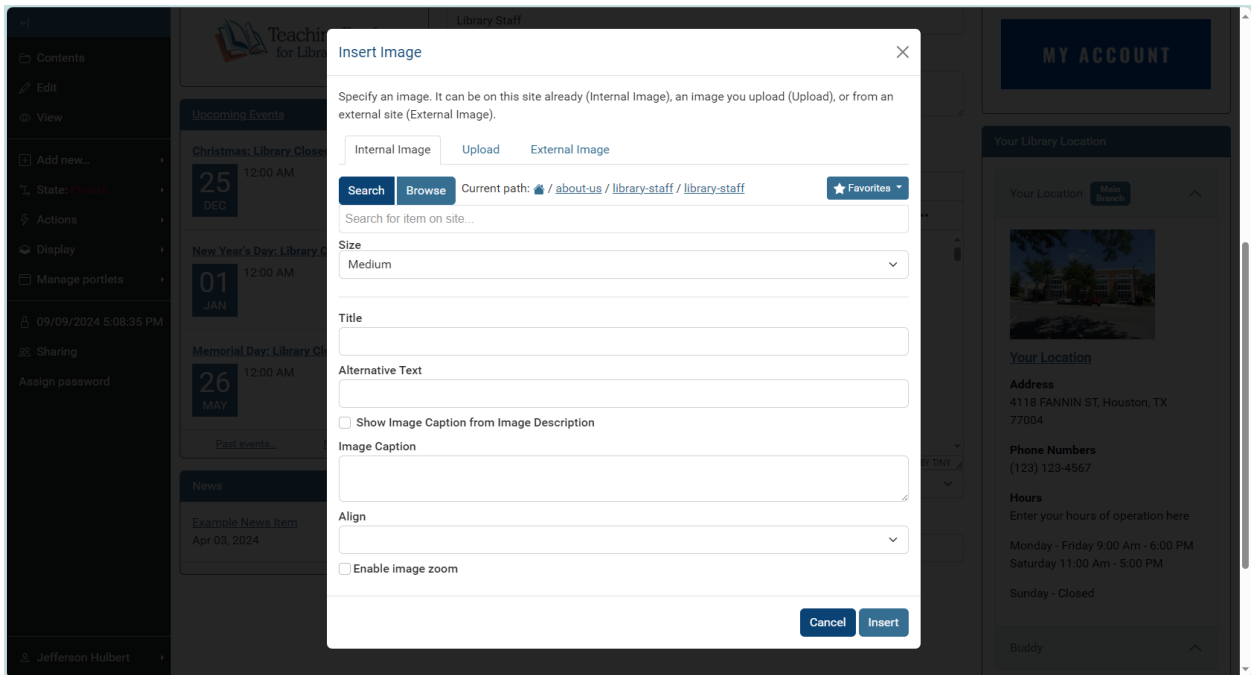 Library Staff
Teachi
for Libra
MY ACCOUNT
Contents
Edit
View
Add new...
State: Private
Actions
Display
Manage portlets
09/09/2024 5:08:35 PM
Sharing
Assign password
Jefferson Hulbert
Upcoming Events
Christmas: Library Close
25
DEC
12:00 AM
New Year's Day: Library C
01
JAN
12:00 AM
Memorial Day: Library Cl
26
MAY
12:00 AM
Past events...
News
Example News Item
Apr 03, 2024
Insert Image
Specify an image. It can be on this site already (Internal Image), an image you upload (Upload), or from an
external site (External Image).
Internal Image Upload External Image
Search Browse Current path: / about-us / library-staff / library-staff Favorites
Search for item on site...
Size
Medium
Title
Alternative Text
Show Image Caption from Image Description
Image Caption
Align
Enable image zoom
Cancel Insert
BY TINY
Your Library Location
Your Location Main
Branch
Your Location
Address
4118 FANNIN ST, Houston, TX
77004
Phone Numbers
(123) 123-4567
Hours
Enter your hours of operation here
Monday - Friday 9:00 Am - 6:00 PM
Saturday 11:00 Am - 5:00 PM
Sunday - Closed
Buddy